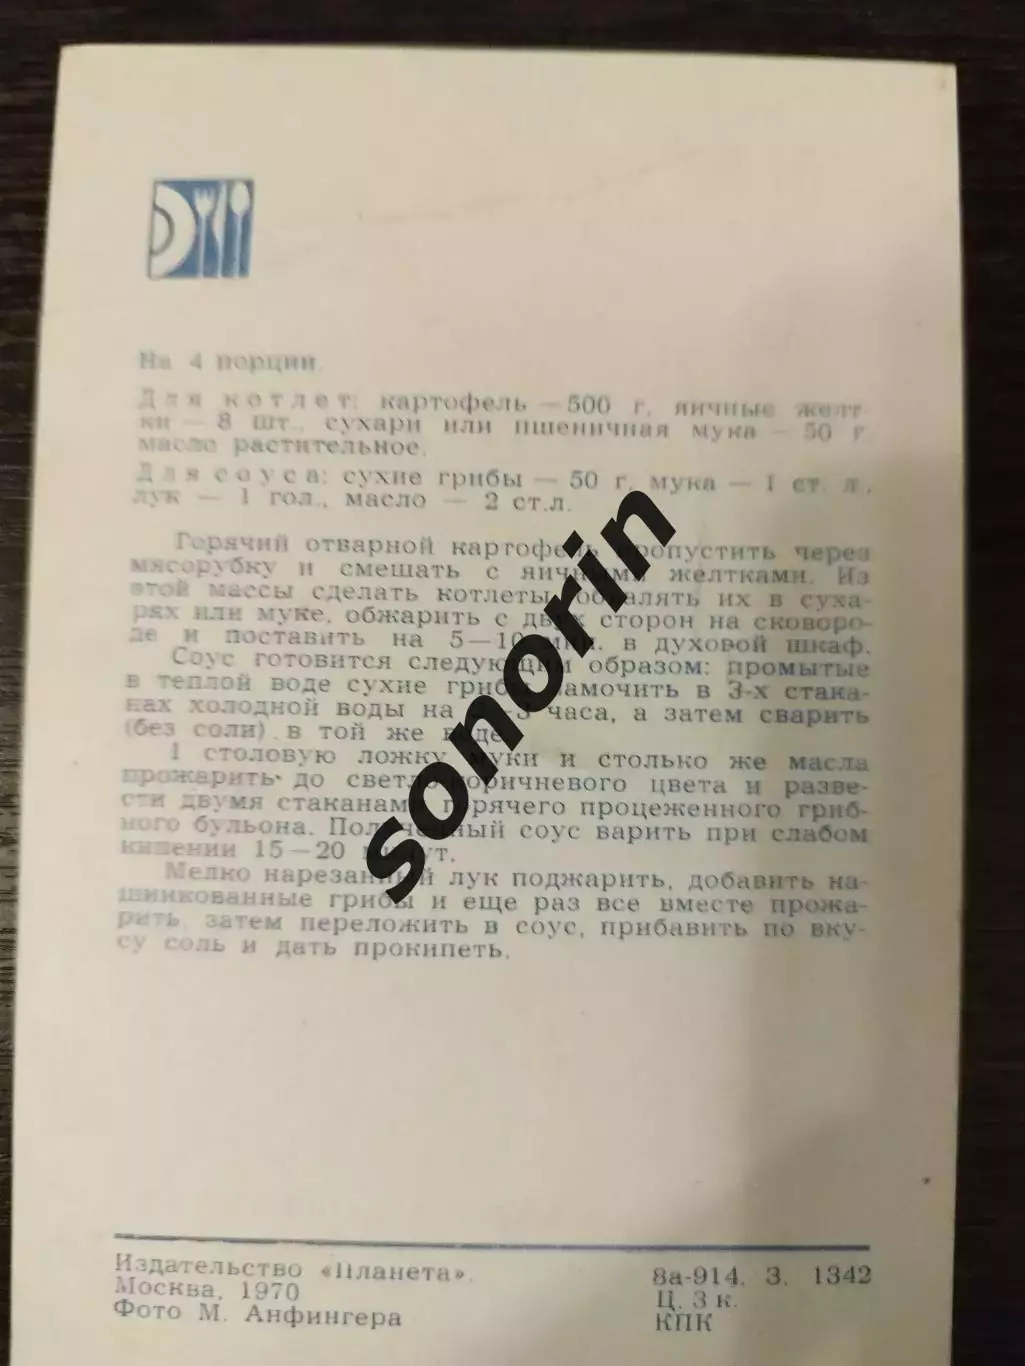 На 4 порции.
Для котлет: картофель — 500 г, яичные желт-
ки — 8 шт., сухари или пшеничная мука — 50 г,
масло растительное.
Для соуса: сухие грибы — 50 г, мука — 1 ст. л.,
лук — 1 гол., масло — 2 ст.л.
Горячий отварной картофель пропустить через
мясорубку и смешать с яичными желтками. Из
этой массы сделать котлеты, обвалять их в суха-
рях или муке, обжарить с двух сторон на сковоро-
де и поставить на 5—10 мин. в духовой шкаф.
Соус готовится следующим образом: промытые
в теплой воде сухие грибы замочить в 3-х стака-
нах холодной воды на 3 часа, а затем сварить
(без соли) в той же воде.
1 столовую ложку муки и столько же масла
прожарить до светло-коричневого цвета и разве-
сти двумя стаканами горячего процеженного гриб-
ного бульона. Полученный соус варить при слабом
кипении 15—20 минут.
Мелко нарезанный лук поджарить, добавить на-
шинкованные грибы и еще раз все вместе прожа-
рить, затем переложить в соус, прибавить по вку-
су соль и дать прокипеть.
sonorin
Издательство «Планета».
Москва, 1970
Фото М. Анфингера
8а-914. З. 1342
Ц. 3 к.
КПК